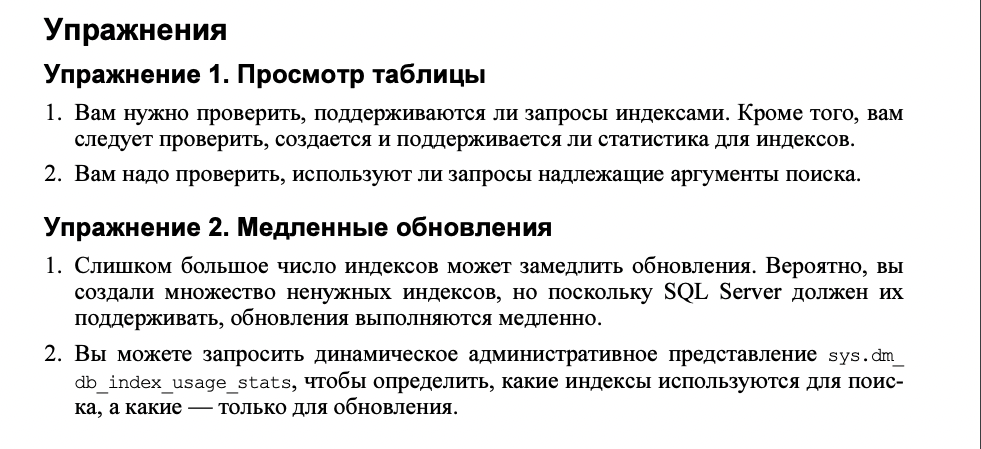 Упражнения
Упражнение 1. Просмотр таблицы
1. Вам нужно проверить, поддерживаются ли запросы индексами. Кроме того, вам
следует проверить, создается и поддерживается ли статистика для индексов.
2. Вам надо проверить, используют ли запросы надлежащие аргументы поиска.
Упражнение 2. Медленные обновления
1. Слишком большое число индексов может замедлить обновления. Вероятно, вы
создали множество ненужных индексов, но поскольку SQL Server должен их
поддерживать, обновления выполняются медленно.
2. Вы можете запросить динамическое административное представление sys.dm_
db_index_usage_stats, чтобы определить, какие индексы используются для поис-
ка, а какие — только для обновления.